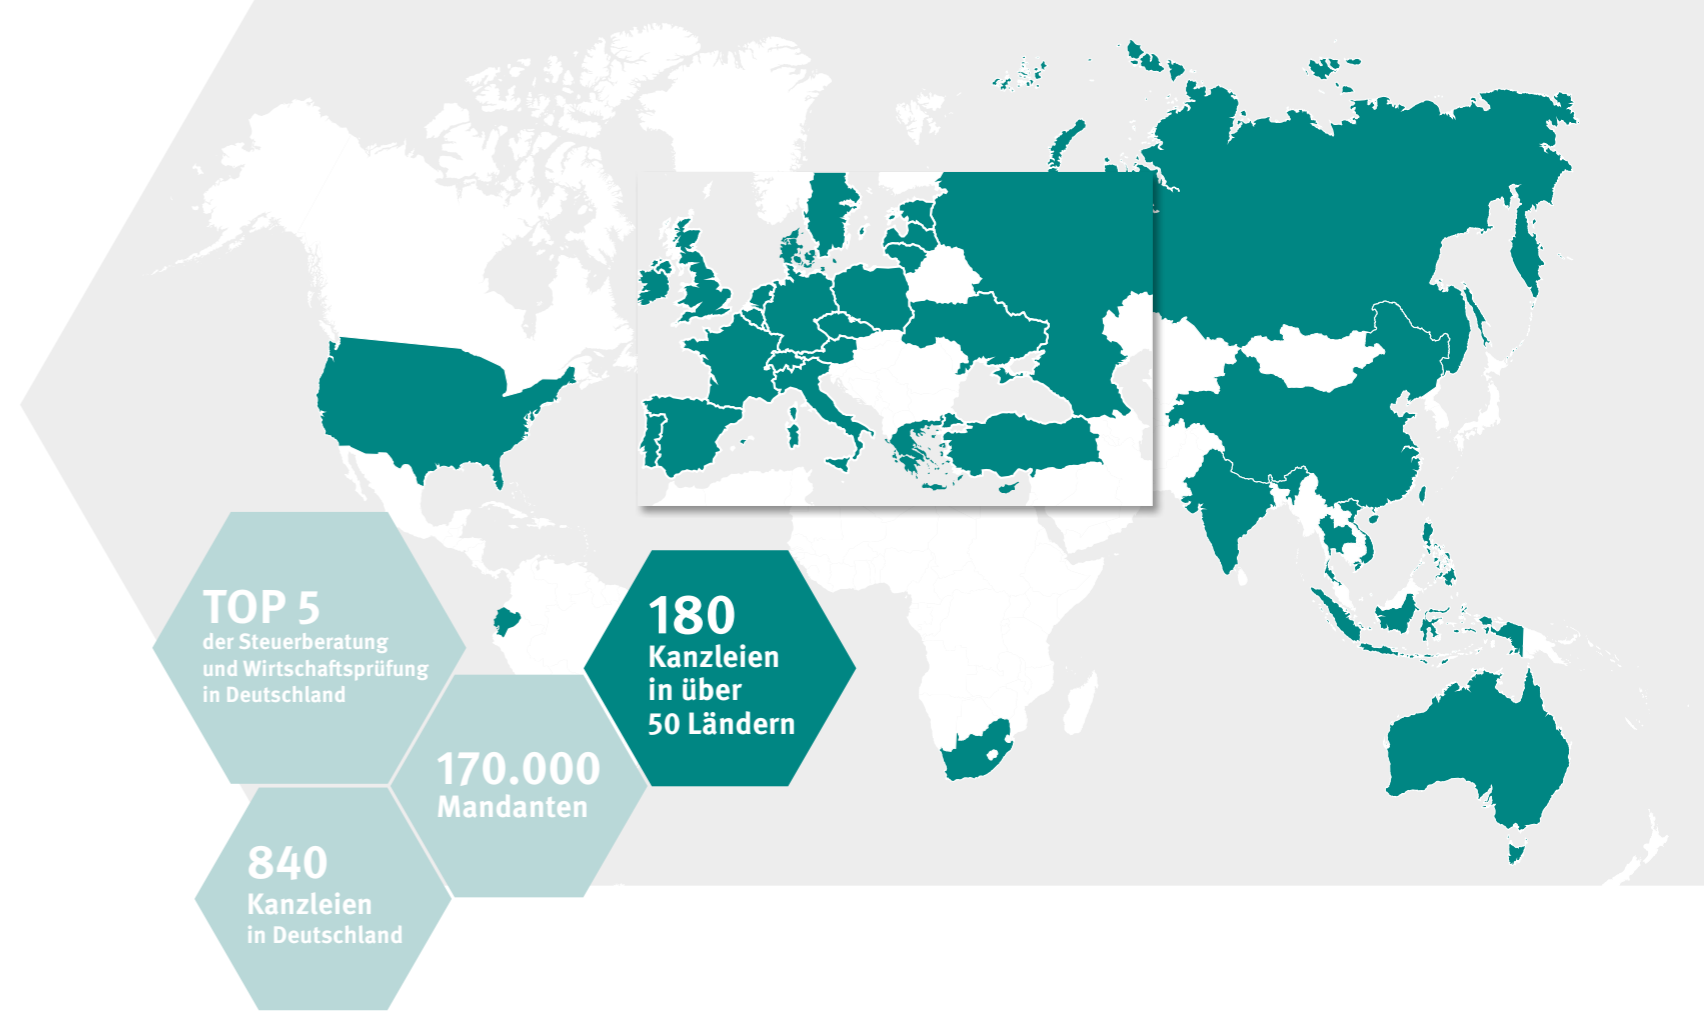 TOP 5
der Steuerberatung
und Wirtschaftsprüfung
in Deutschland
180
Kanzleien
in über
50 Ländern
170.000
Mandanten
840
Kanzleien
in Deutschland